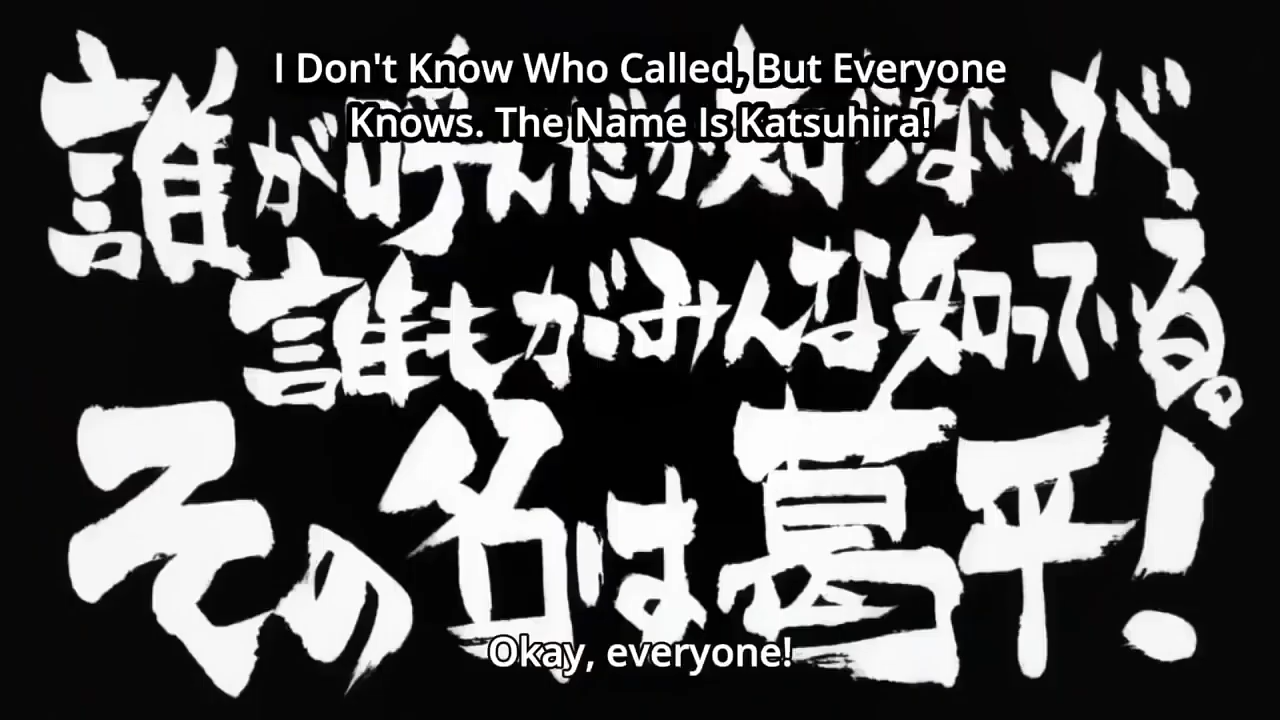 I Don't Know Who Called, But Everyone
Knows. The Name Is Katsuhira!
誰が呼んだか知らないが、
誰もがみんな知っている。
その名は葛平!
Okay, everyone!